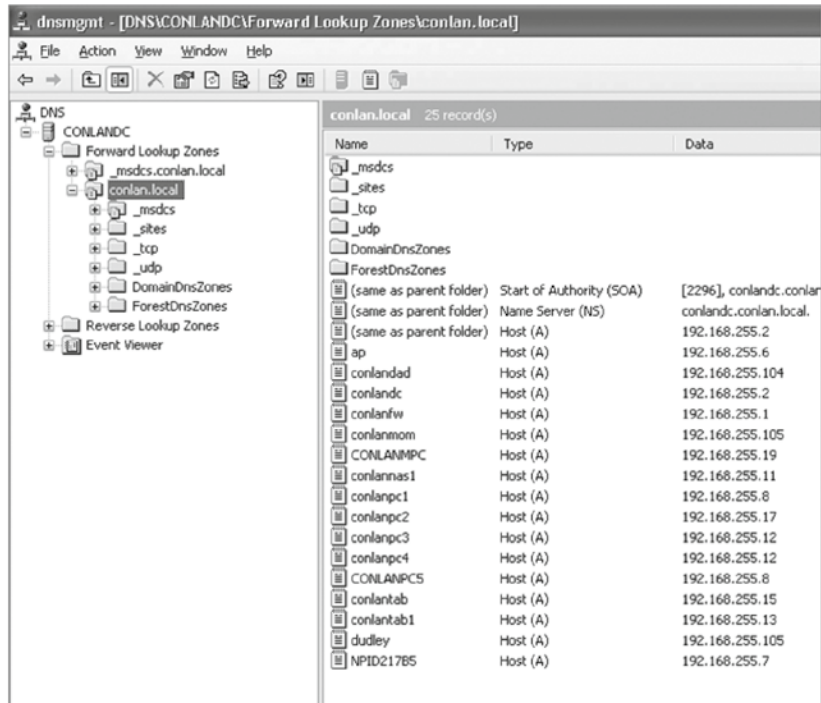 dnsmgmt - [DNS\CONLANDC\Forward Lookup Zones\conlan.local]
File Action View Window Help
DNS
CONLANDC
Forward Lookup Zones
_msdcs.conlan.local
conlan.local
_msdcs
_sites
_tcp
_udp
DomainDnsZones
ForestDnsZones
Reverse Lookup Zones
Event Viewer
conlan.local 25 record(s)
Name Type Data
_msdcs
_sites
_tcp
_udp
DomainDnsZones
ForestDnsZones
(same as parent folder) Start of Authority (SOA) [2296], conlandc.conlan
(same as parent folder) Name Server (NS) conlandc.conlan.local.
(same as parent folder) Host (A) 192.168.255.2
ap Host (A) 192.168.255.6
conlandad Host (A) 192.168.255.104
conlandc Host (A) 192.168.255.2
conlanfw Host (A) 192.168.255.1
conlanmom Host (A) 192.168.255.105
CONLANMPC Host (A) 192.168.255.19
conlannas1 Host (A) 192.168.255.11
conlanpc1 Host (A) 192.168.255.8
conlanpc2 Host (A) 192.168.255.17
conlanpc3 Host (A) 192.168.255.12
conlanpc4 Host (A) 192.168.255.12
CONLANPC5 Host (A) 192.168.255.8
conlantab Host (A) 192.168.255.15
conlantab1 Host (A) 192.168.255.13
dudley Host (A) 192.168.255.105
NPID217B5 Host (A) 192.168.255.7